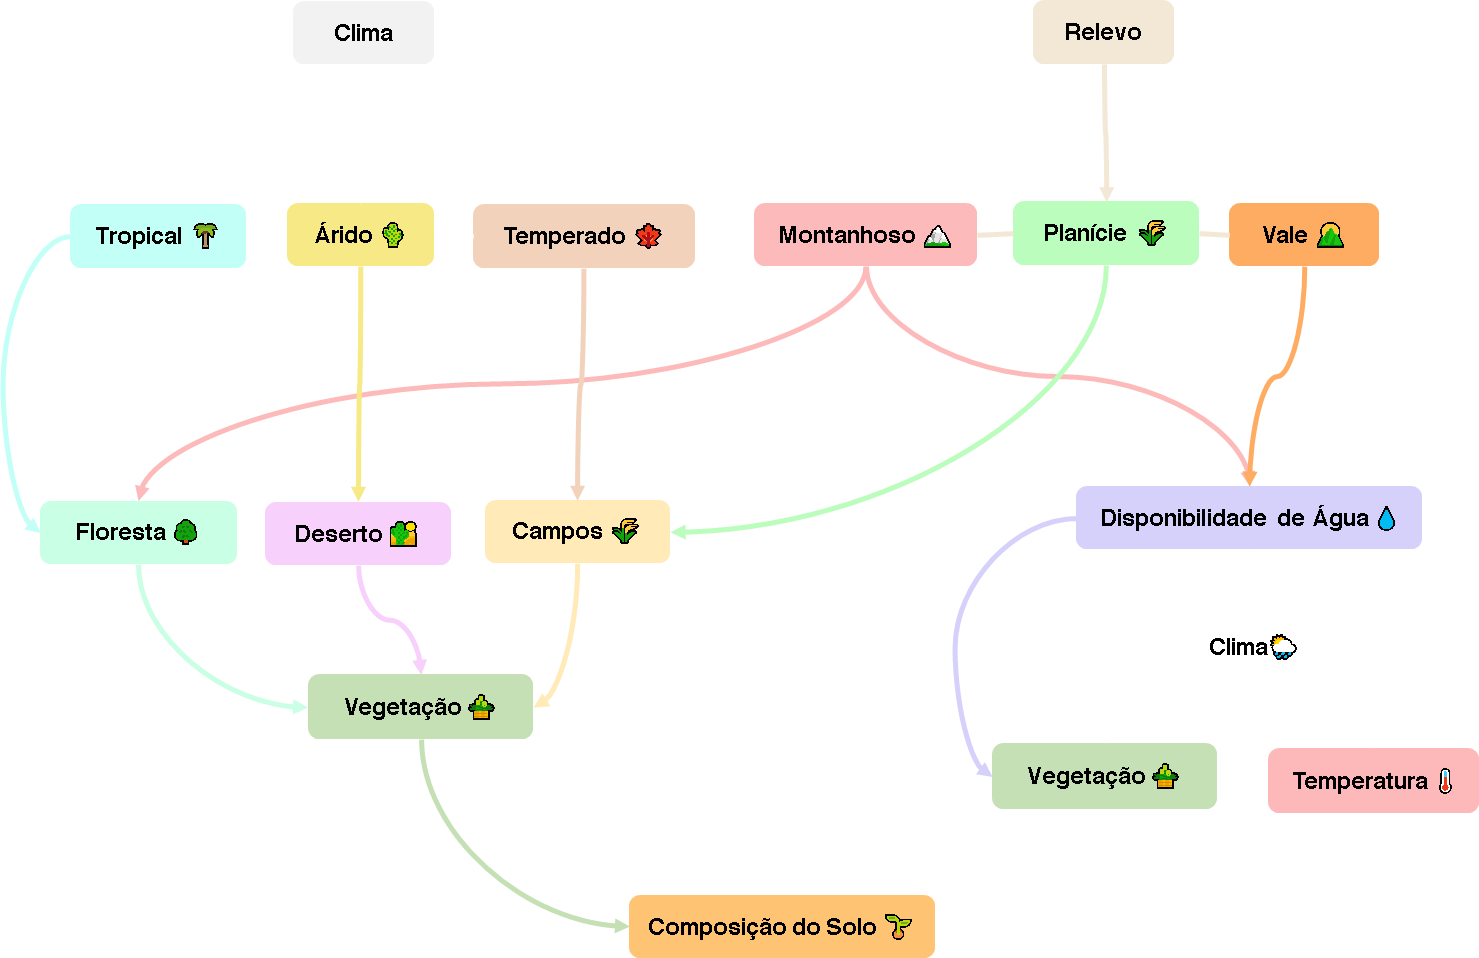 Clima
Relevo
Tropical 🌴
Árido 🌵
Temperado 🍁
Montanhoso 🏔️
Planície 🌾
Vale 🌄
Floresta 🌳
Deserto 🏜️
Campos 🌾
Disponibilidade de Água 💧
Clima🌦️
Vegetação 🪴
Vegetação 🪴
Temperatura 🌡️
Composição do Solo 🌱